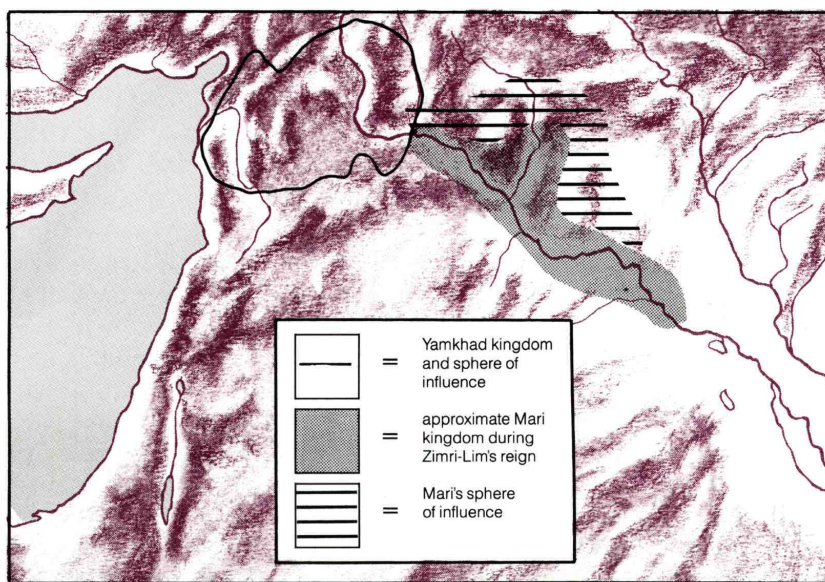 = Yamkhad kingdom
and sphere of
influence
= approximate Mari
kingdom during
Zimri-Lim's reign
= Mari's sphere
of influence